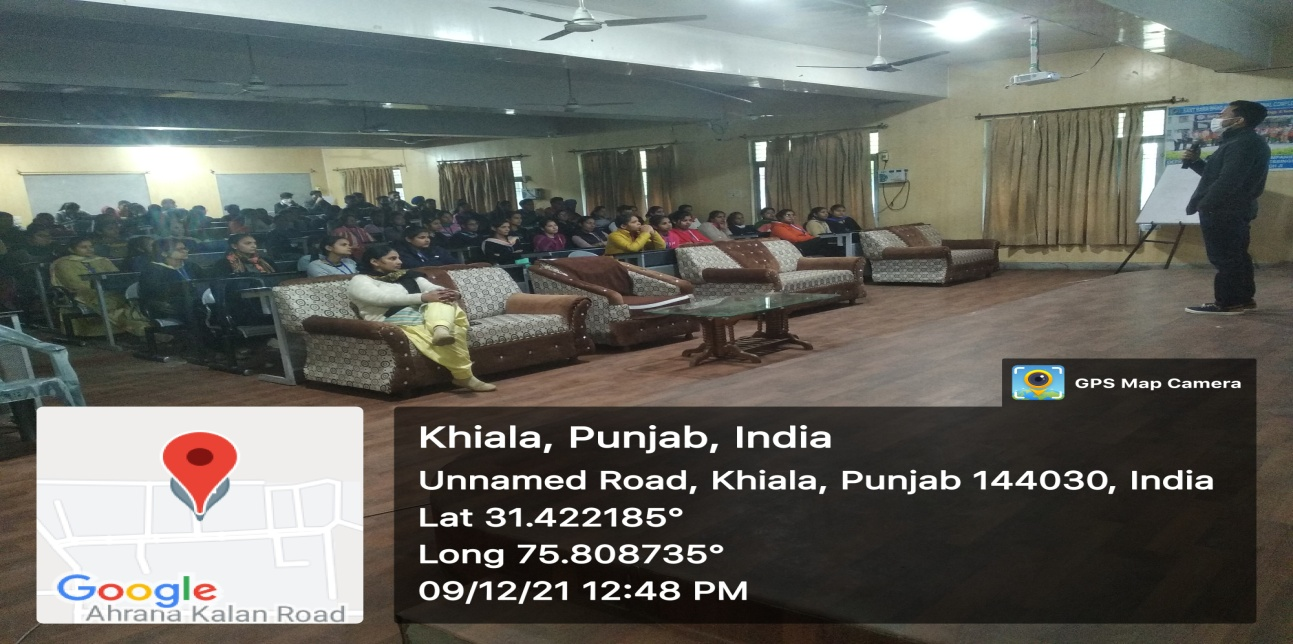 GPS Map Camera
Khiala, Punjab, India
Unnamed Road, Khiala, Punjab 144030, India
Lat 31.422185°
Long 75.808735°
09/12/21 12:48 PM
Google
Ahrana Kalan Road